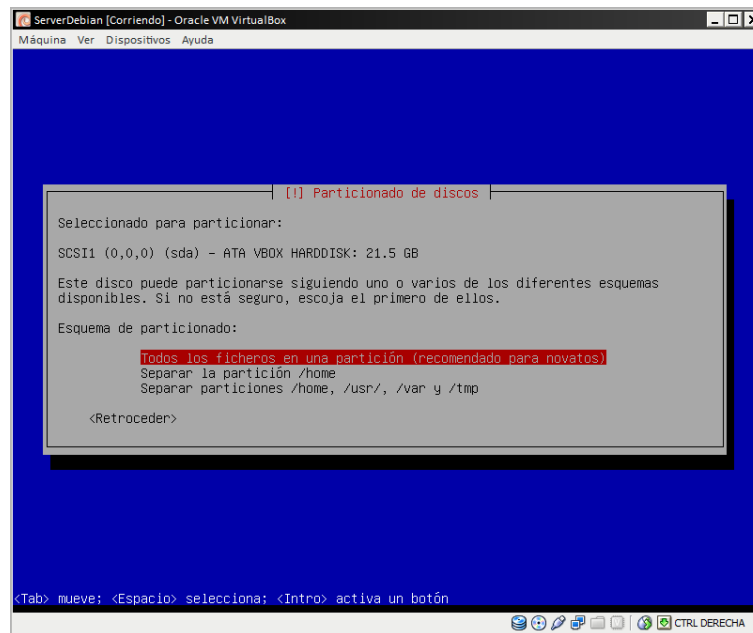 ServerDebian [Corriendo] - Oracle VM VirtualBox
Máquina Ver Dispositivos Ayuda
[!] Particionado de discos
Seleccionado para particionar:
SCSI1 (0,0,0) (sda) - ATA VBOX HARDDISK: 21.5 GB
Este disco puede particionarse siguiendo uno o varios de los diferentes esquemas
disponibles. Si no está seguro, escoja el primero de ellos.
Esquema de particionado:
Todos los ficheros en una partición (recomendado para novatos)
Separar la partición /home
Separar particiones /home, /usr/, /var y /tmp
<Retroceder>
<Tab> mueve; <Espacio> selecciona; <Intro> activa un botón
CTRL DERECHA